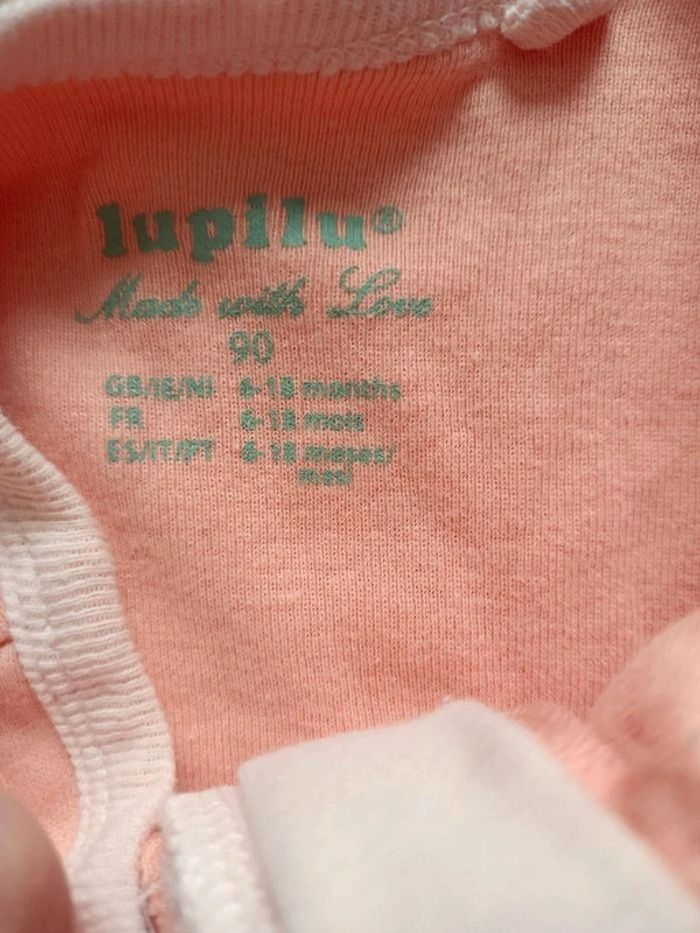 lupilu®
Made with Love
90
GB/IE/NI 6-18 months
FR 6-18 mois
ES/IT/PT 6-18 meses/
mesi